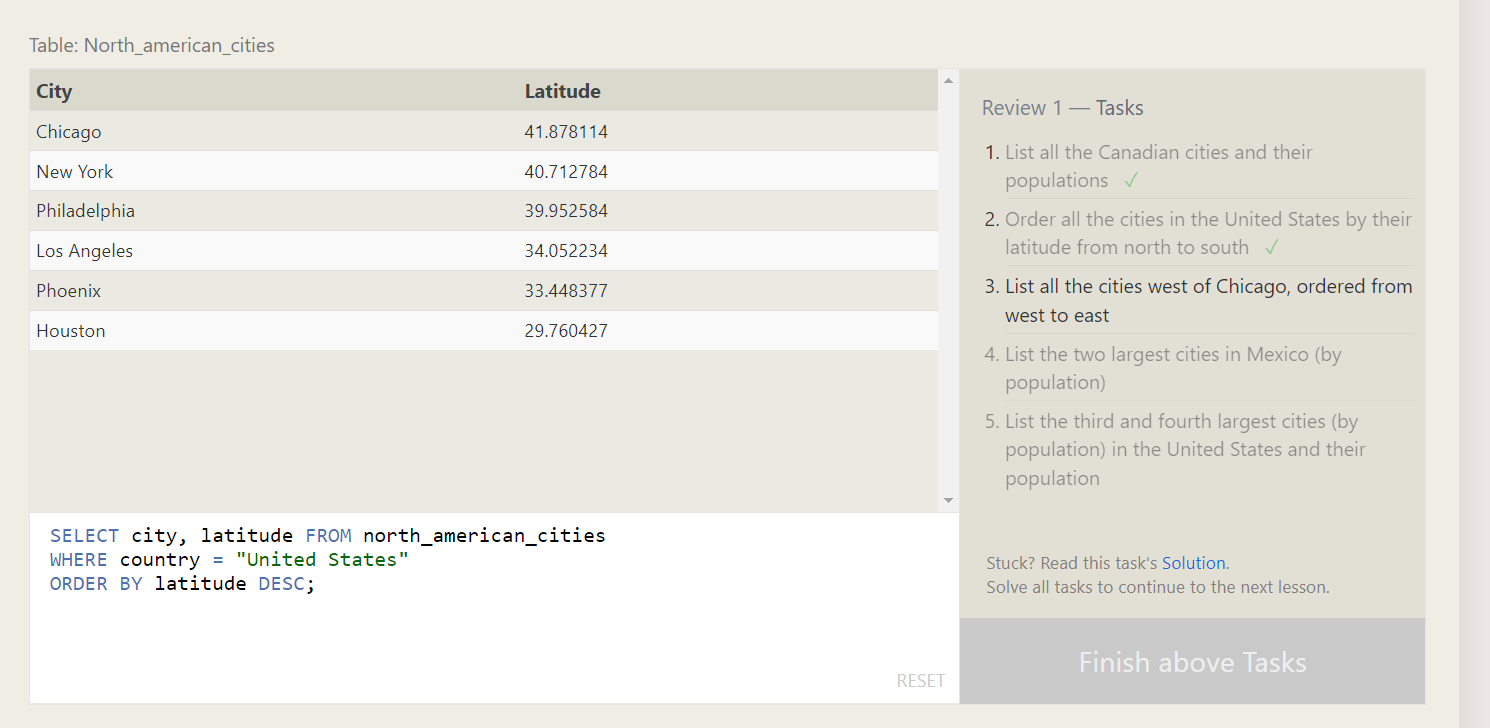 Table: North_american_cities
City Latitude
Chicago 41.878114
New York 40.712784
Philadelphia 39.952584
Los Angeles 34.052234
Phoenix 33.448377
Houston 29.760427
SELECT city, latitude FROM north_american_cities
WHERE country = "United States"
ORDER BY latitude DESC;
RESET
Review 1 — Tasks
1. List all the Canadian cities and their
populations ✓
2. Order all the cities in the United States by their
latitude from north to south ✓
3. List all the cities west of Chicago, ordered from
west to east
4. List the two largest cities in Mexico (by
population)
5. List the third and fourth largest cities (by
population) in the United States and their
population
Stuck? Read this task's Solution.
Solve all tasks to continue to the next lesson.
Finish above Tasks